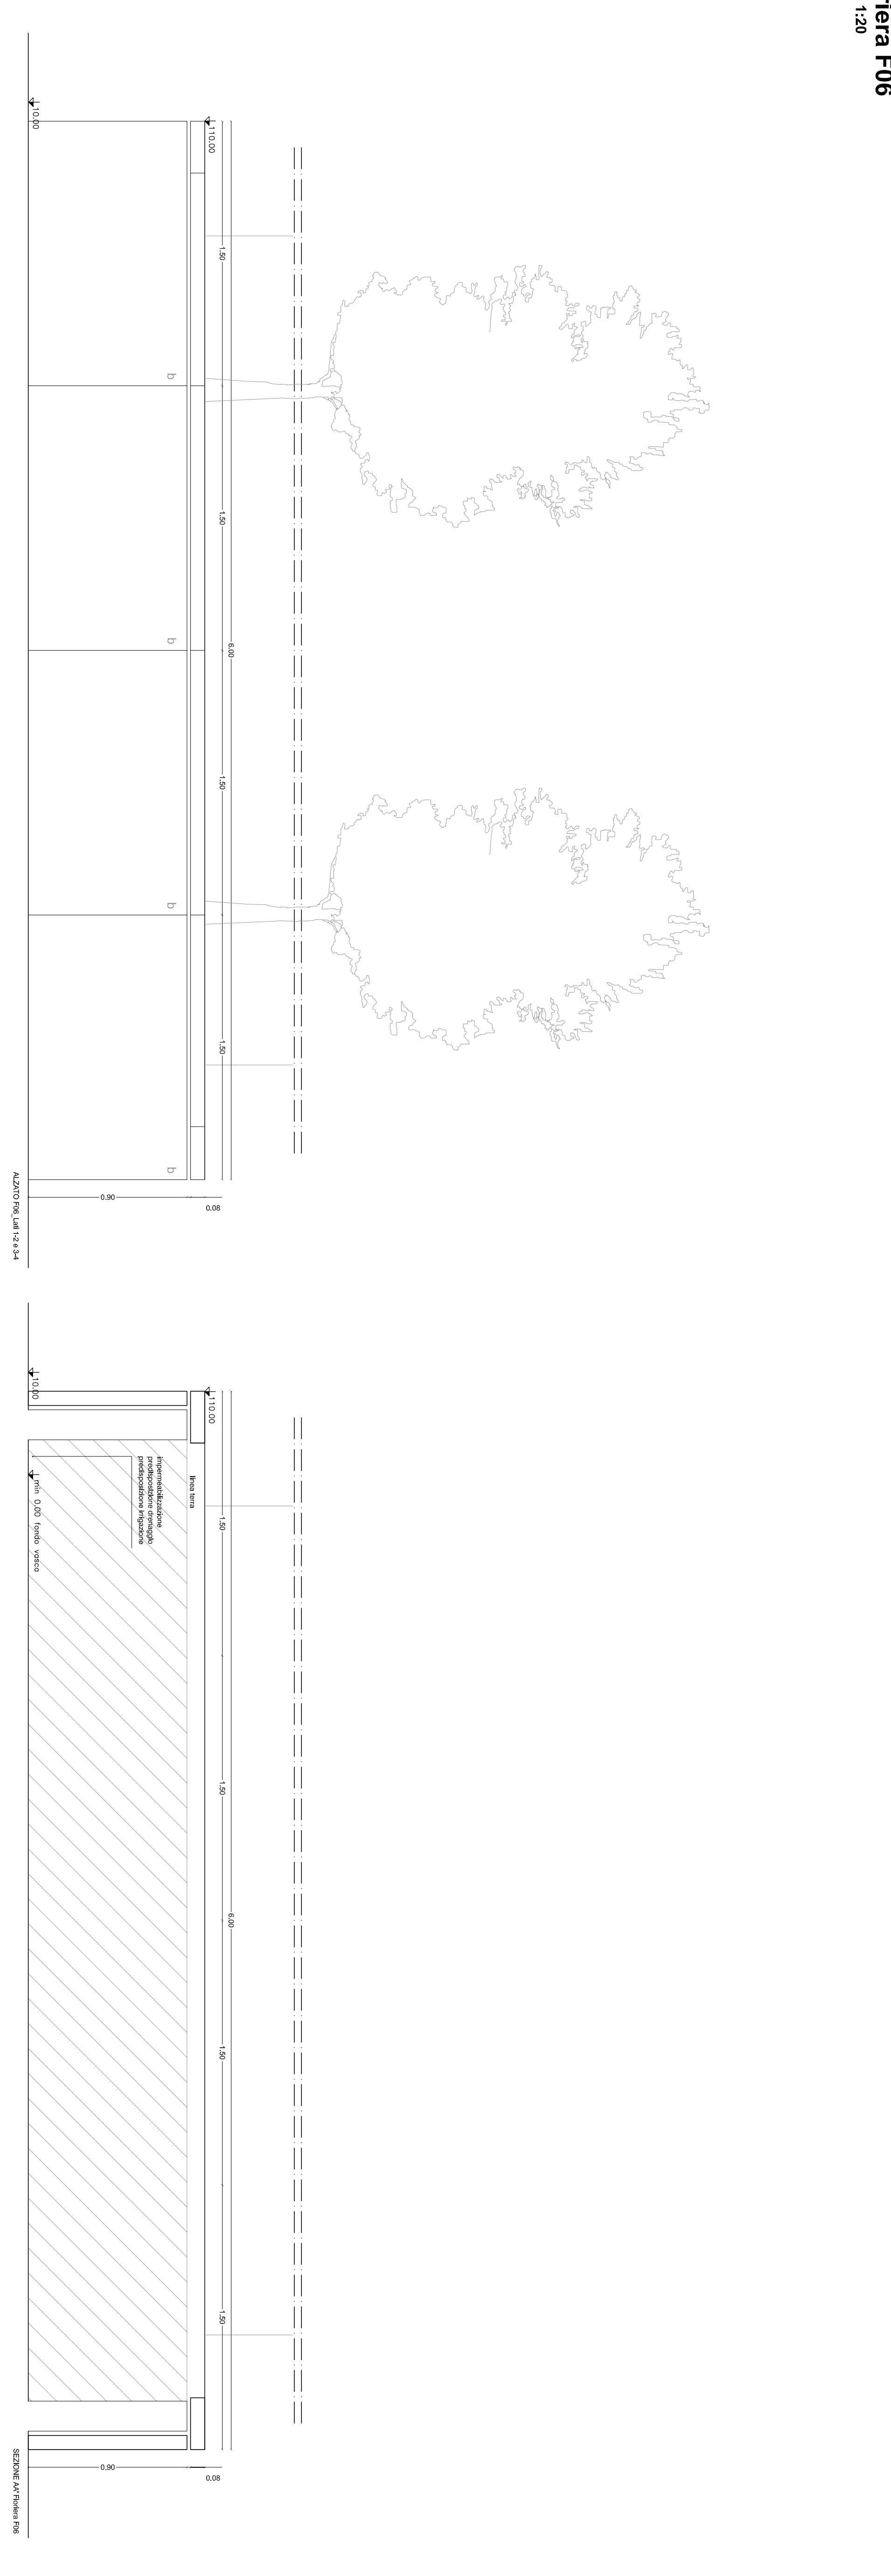 riera F06
1:20
110.00
10.00
1.50
1.50
1.50
1.50
6.00
b
b
b
b
0.90
0.08
ALZATO F06_Lati 1-2 e 3-4
110.00
10.00
1.50
1.50
1.50
1.50
6.00
linea terra
impermeabilizzazione
predisposizione drenaggio
predisposizione irrigazione
min 0,00 fondo vasca
0.90
0.08
SEZIONE AA' Fioriera F06